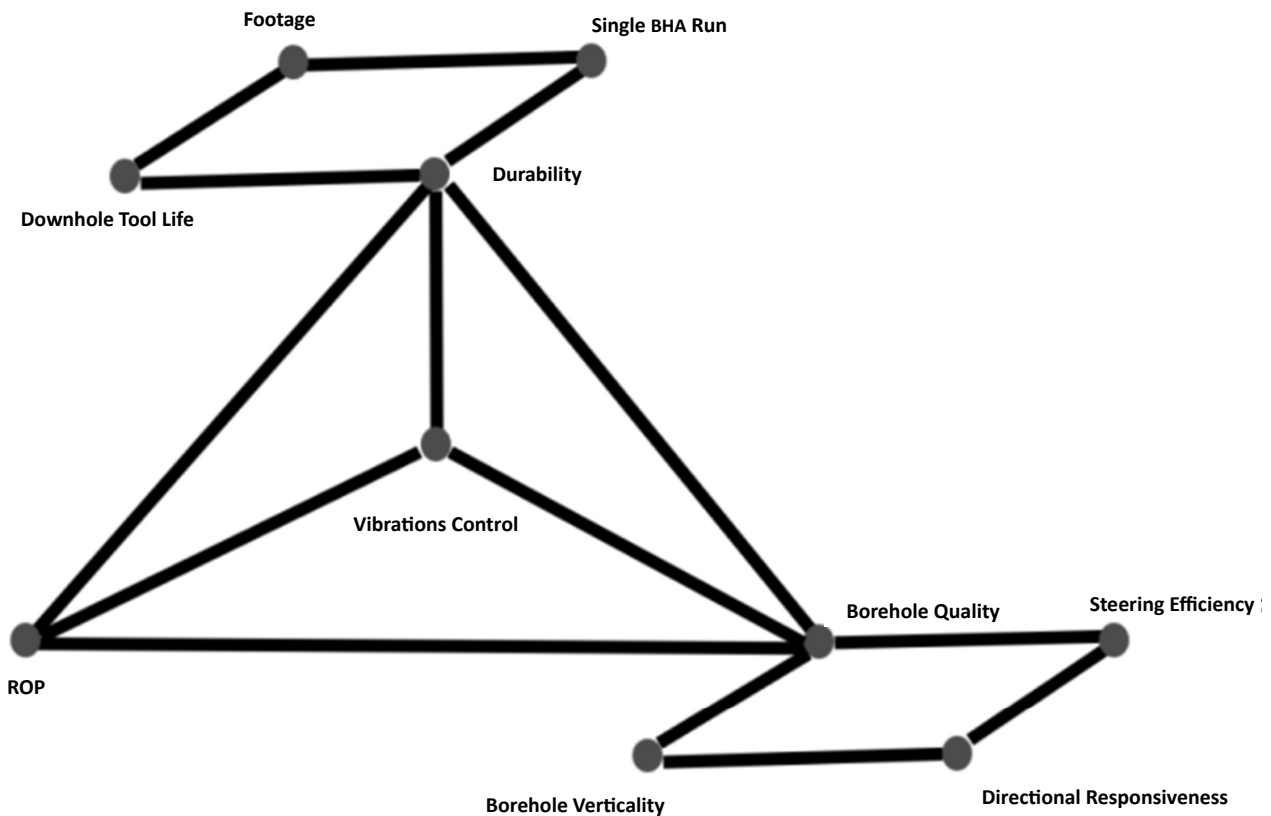 Footage
Single BHA Run
Durability
Downhole Tool Life
Vibrations Control
Borehole Quality
Steering Efficiency
ROP
Borehole Verticality
Directional Responsiveness